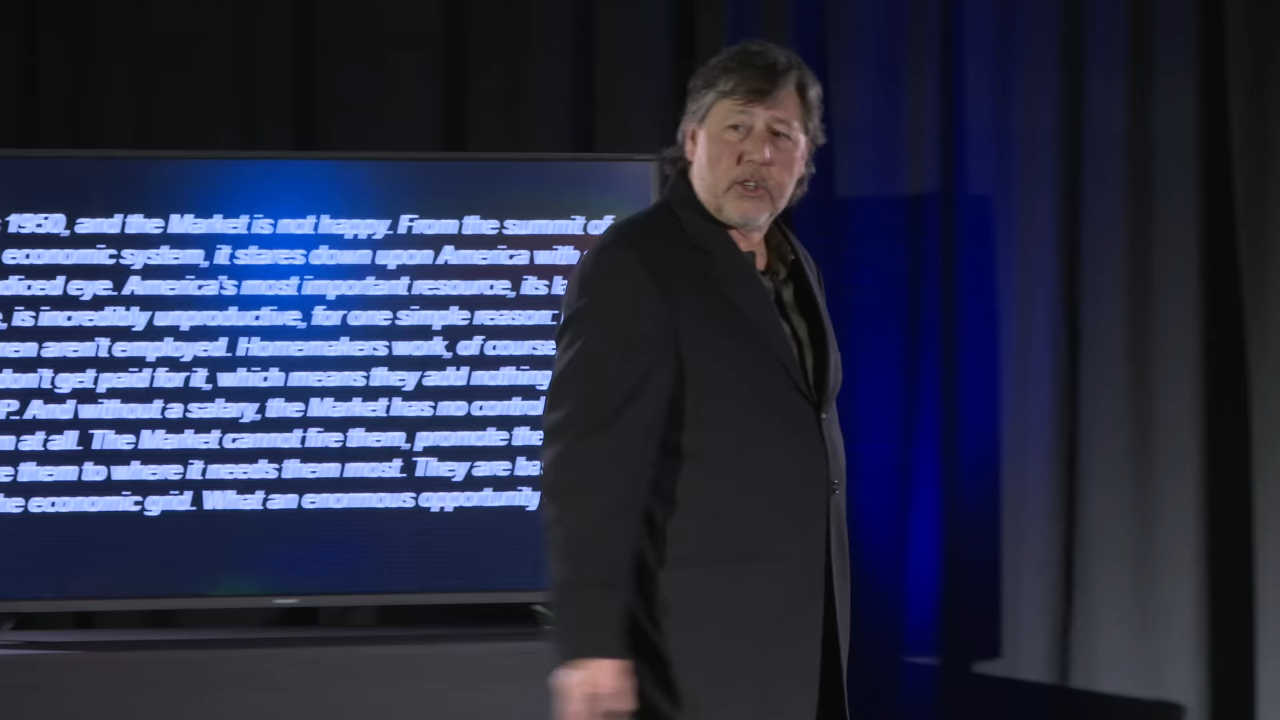 1950, and the Market is not happy. From the summit of
economic system, it stares down upon America with
diced eye. America's most important resource, its
is incredibly unproductive, for one simple reason:
aren't employed. Homemakers work, of course
don't get paid for it, which means they add nothing
P. And without a salary, the Market has no control
at all. The Market cannot fire them, promote
them to where it needs them most. They are
economic grid. What an enormous opportunity